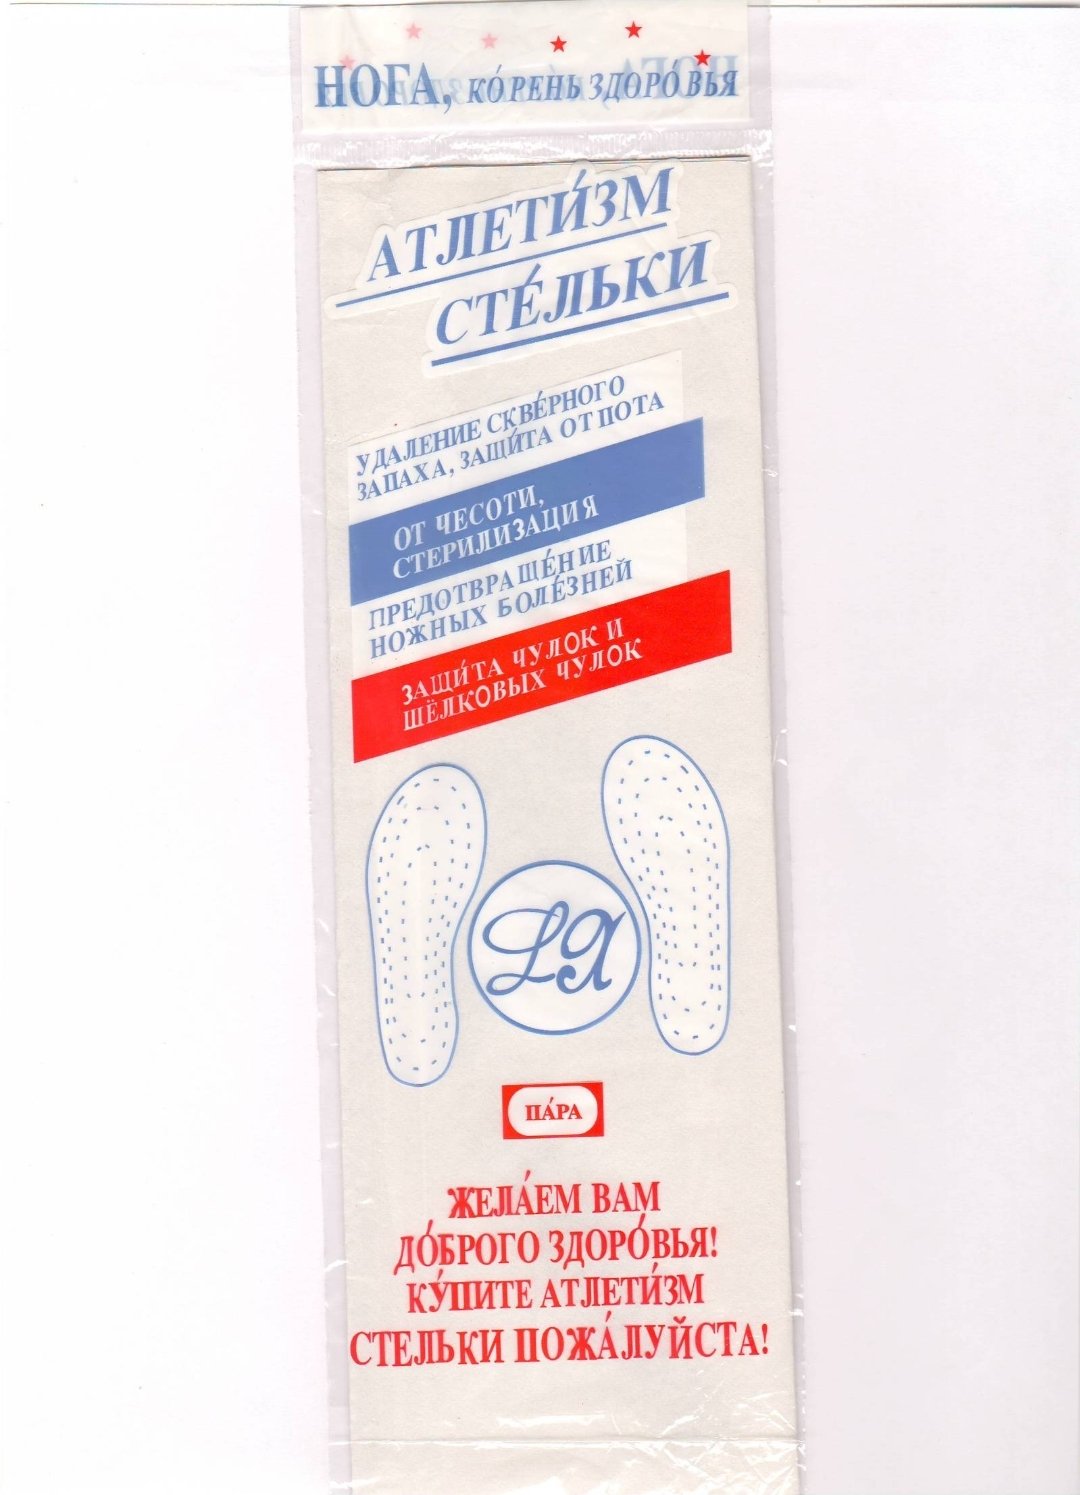 НОГА, КО́РЕНЬ ЗДОРО́ВЬЯ
АТЛЕТИ́ЗМ
СТЕ́ЛЬКИ
УДАЛЕНИЕ СКВЕ́РНОГО
ЗАПАХА, ЗАЩИ́ТА ОТ ПОТА
ОТ ЧЕСОТИ,
СТЕРИЛИЗАЦИЯ
ПРЕДОТВРАЩЕ́НИЕ
НОЖНЫХ БОЛЕ́ЗНЕЙ
ЗАЩИ́ТА ЧУЛОК И
ШЁЛКОВЫХ ЧУЛОК
ПА́РА
ЖЕЛА́ЕМ ВАМ
ДО́БРОГО ЗДОРО́ВЬЯ!
КУ́ПИТЕ АТЛЕТИ́ЗМ
СТЕЛЬКИ ПОЖА́ЛУЙСТА!